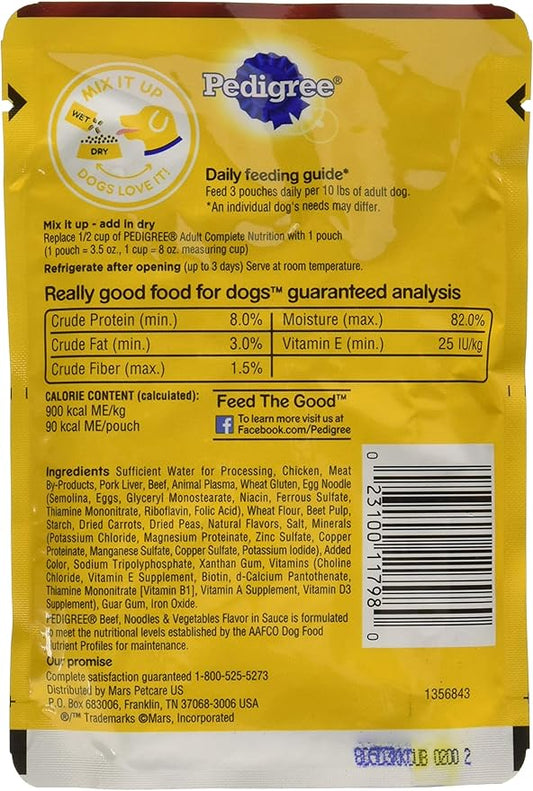 Pedigree®
MIX IT UP
WET
DRY
DOGS LOVE IT!
Daily feeding guide*
Feed 3 pouches daily per 10 lbs of adult dog.
*An individual dog's needs may differ.
Mix it up - add in dry
Replace 1/2 cup of PEDIGREE® Adult Complete Nutrition with 1 pouch
(1 pouch = 3.5 oz., 1 cup = 8 oz. measuring cup)
Refrigerate after opening (up to 3 days) Serve at room temperature.
Really good food for dogs™ guaranteed analysis
Crude Protein (min.) 8.0% Moisture (max.) 82.0%
Crude Fat (min.) 3.0% Vitamin E (min.) 25 IU/kg
Crude Fiber (max.) 1.5%
CALORIE CONTENT (calculated):
900 kcal ME/kg
90 kcal ME/pouch
Feed The Good™
To learn more visit us at
Facebook.com/Pedigree
Ingredients Sufficient Water for Processing, Chicken, Meat
By-Products, Pork Liver, Beef, Animal Plasma, Wheat Gluten, Egg Noodle
(Semolina, Eggs, Glyceryl Monostearate, Niacin, Ferrous Sulfate,
Thiamine Mononitrate, Riboflavin, Folic Acid), Wheat Flour, Beet Pulp,
Starch, Dried Carrots, Dried Peas, Natural Flavors, Salt, Minerals
(Potassium Chloride, Magnesium Proteinate, Zinc Sulfate, Copper
Proteinate, Manganese Sulfate, Copper Sulfate, Potassium Iodide), Added
Color, Sodium Tripolyphosphate, Xanthan Gum, Vitamins (Choline
Chloride, Vitamin E Supplement, Biotin, d-Calcium Pantothenate,
Thiamine Mononitrate [Vitamin B1], Vitamin A Supplement, Vitamin D3
Supplement), Guar Gum, Iron Oxide.
PEDIGREE® Beef, Noodles & Vegetables Flavor in Sauce is formulated
to meet the nutritional levels established by the AAFCO Dog Food
Nutrient Profiles for maintenance.
Our promise
Complete satisfaction guaranteed 1-800-525-5273
Distributed by Mars Petcare US
P.O. Box 683006, Franklin, TN 37068-3006 USA
®/™ Trademarks ©Mars, Incorporated
0 23100 11798 0
1356843
0200 2